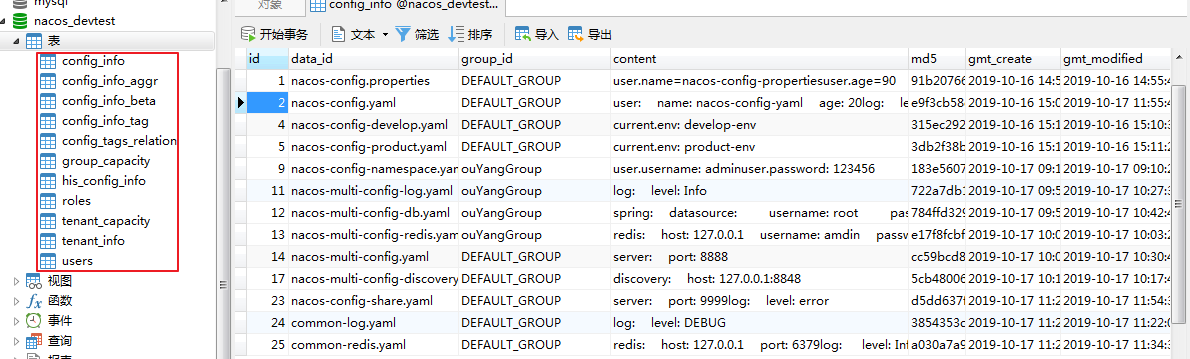 mysql
nacos_devtest
表
config_info
config_info_aggr
config_info_beta
config_info_tag
config_tags_relation
group_capacity
his_config_info
roles
tenant_capacity
tenant_info
users
视图
函数
事件
查询
报表
对象 config_info @nacos_devtest...
开始事务 文本 筛选 排序 导入 导出
id data_id group_id content md5 gmt_create gmt_modified
1 nacos-config.properties DEFAULT_GROUP user.name=nacos-config-propertiesuser.age=90 91b20766 2019-10-16 14:5 2019-10-16 14:55:4
2 nacos-config.yaml DEFAULT_GROUP user: name: nacos-config-yaml age: 20log: le e9f3cb58 2019-10-16 15:0 2019-10-17 11:55:4
4 nacos-config-develop.yaml DEFAULT_GROUP current.env: develop-env 315ec292 2019-10-16 15:1 2019-10-16 15:10:3
5 nacos-config-product.yaml DEFAULT_GROUP current.env: product-env 3db2f38b 2019-10-16 15:1 2019-10-16 15:11:2
9 nacos-config-namespace.yam ouYangGroup user.username: adminuser.password: 123456 183e5607 2019-10-17 09:1 2019-10-17 09:10:2
11 nacos-multi-config-log.yaml ouYangGroup log: level: Info 722a7db1 2019-10-17 09:5 2019-10-17 10:27:3
12 nacos-multi-config-db.yaml ouYangGroup spring: datasource: username: root pas 784ffd329 2019-10-17 09:5 2019-10-17 10:42:4
13 nacos-multi-config-redis.yam ouYangGroup redis: host: 127.0.0.1 username: amdin passw e17f8cfbf 2019-10-17 09:5 2019-10-17 10:03:2
14 nacos-multi-config.yaml DEFAULT_GROUP server: port: 8888 cc59bcd8 2019-10-17 09:5 2019-10-17 10:30:4
17 nacos-multi-config-discovery DEFAULT_GROUP discovery: host: 127.0.0.1:8848 5cb48006 2019-10-17 10:1 2019-10-17 10:17:4
23 nacos-config-share.yaml DEFAULT_GROUP server: port: 9999log: level: error d5dd637f 2019-10-17 11:2 2019-10-17 11:54:3
24 common-log.yaml DEFAULT_GROUP log: level: DEBUG 3854353c 2019-10-17 11:2 2019-10-17 11:22:0
25 common-redis.yaml DEFAULT_GROUP redis: host: 127.0.0.1 port: 6379log: level: Inf a030a7a9 2019-10-17 11:2 2019-10-17 11:34:3